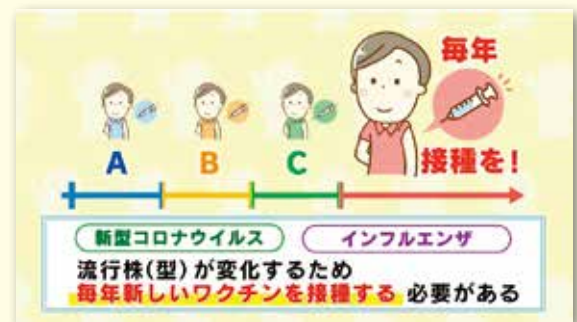 毎年
接種を!
A B C
新型コロナウイルス インフルエンザ
流行株(型)が変化するため
毎年新しいワクチンを接種する 必要がある